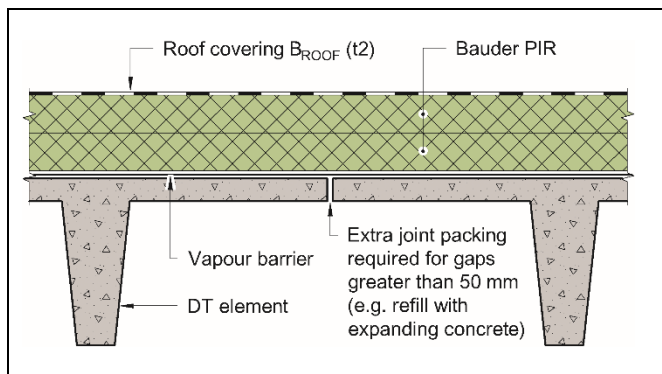 Roof covering BROOF (t2)
Bauder PIR
Vapour barrier
DT element
Extra joint packing
required for gaps
greater than 50 mm
(e.g. refill with
expanding concrete)